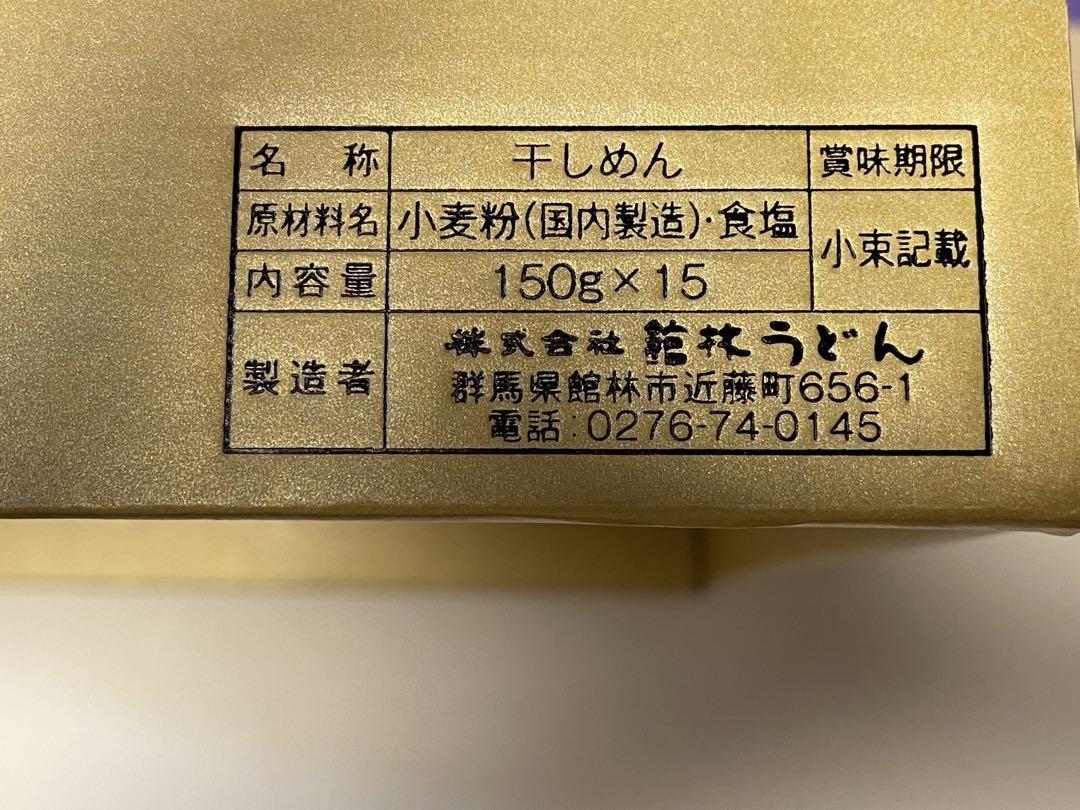 名称 干しめん 賞味期限
原材料名 小麦粉(国内製造)・食塩 小束記載
内容量 150g×15
製造者 株式会社 館林うどん
群馬県館林市近藤町656-1
電話:0276-74-0145